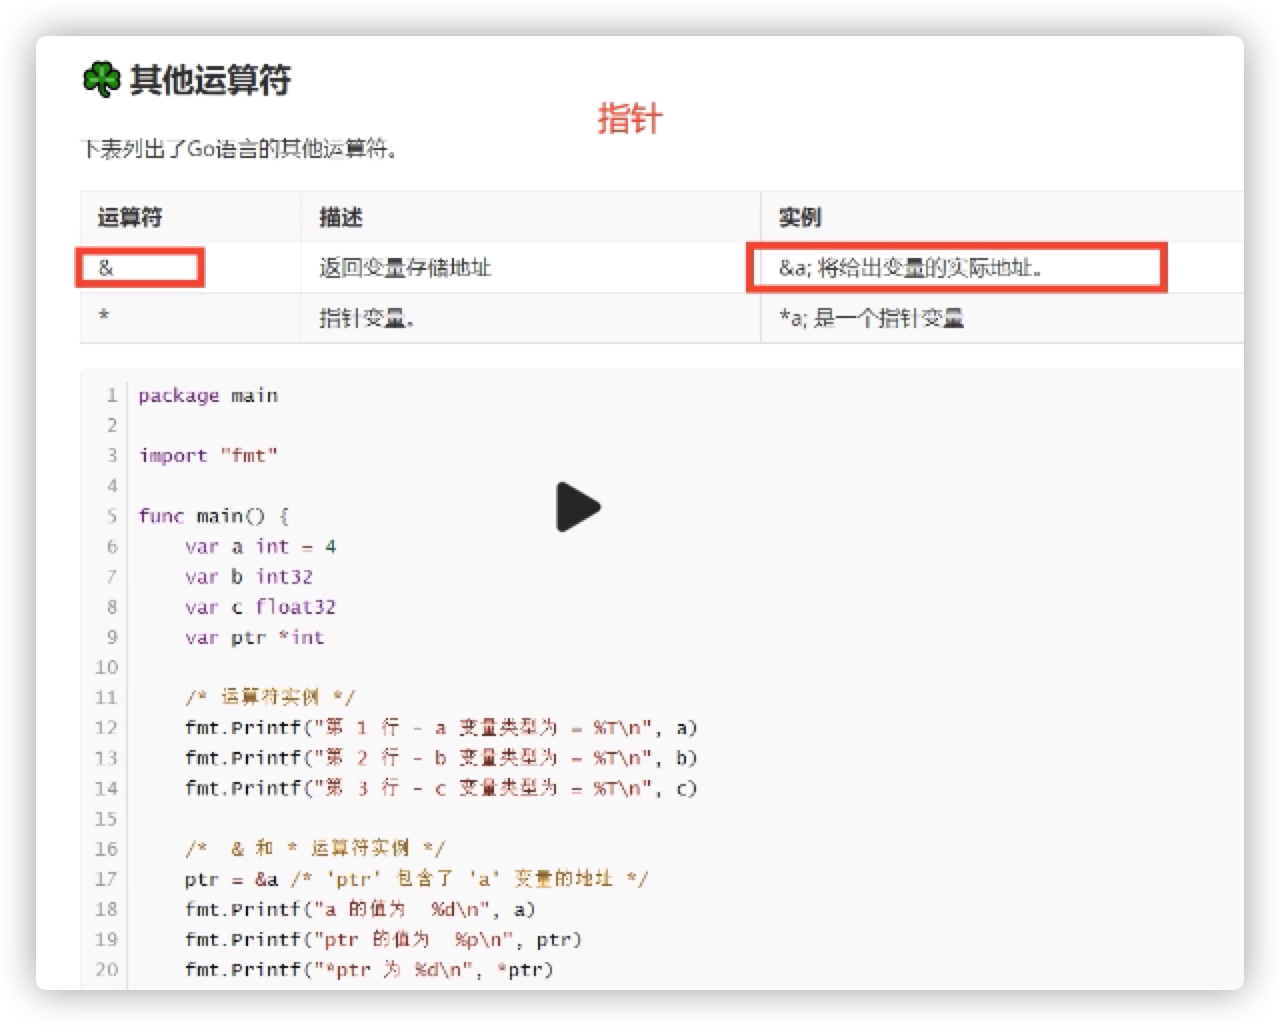 其他运算符
指针
下表列出了Go语言的其他运算符。
运算符 描述 实例
& 返回变量存储地址 &a; 将给出变量的实际地址。
* 指针变量。 *a; 是一个指针变量
1 package main
2
3 import "fmt"
4
5 func main() {
6 var a int = 4
7 var b int32
8 var c float32
9 var ptr *int
10
11 /* 运算符实例 */
12 fmt.Printf("第 1 行 - a 变量类型为 = %T\n", a)
13 fmt.Printf("第 2 行 - b 变量类型为 = %T\n", b)
14 fmt.Printf("第 3 行 - c 变量类型为 = %T\n", c)
15
16 /*  & 和 * 运算符实例 */
17 ptr = &a /* 'ptr' 包含了 'a' 变量的地址 */
18 fmt.Printf("a 的值为  %d\n", a)
19 fmt.Printf("ptr 的值为  %p\n", ptr)
20 fmt.Printf("*ptr 为 %d\n", *ptr)